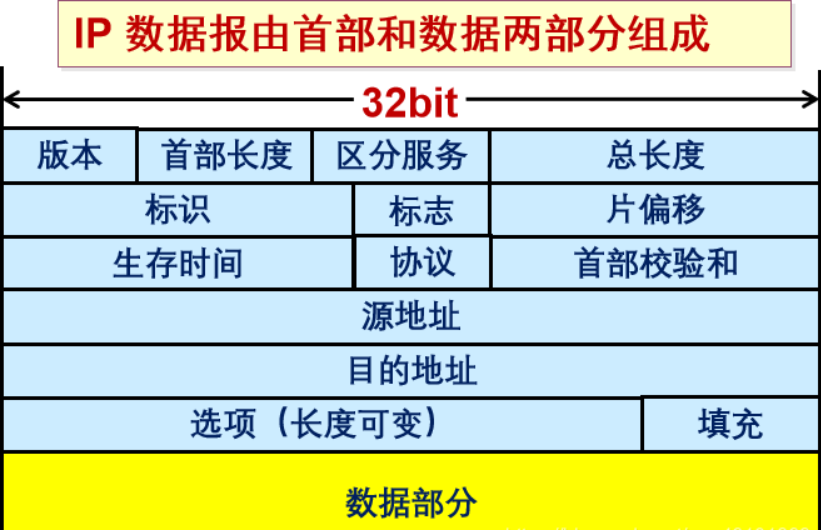 IP 数据报由首部和数据两部分组成
32bit
版本 首部长度 区分服务 总长度
标识 标志 片偏移
生存时间 协议 首部校验和
源地址
目的地址
选项（长度可变） 填充
数据部分